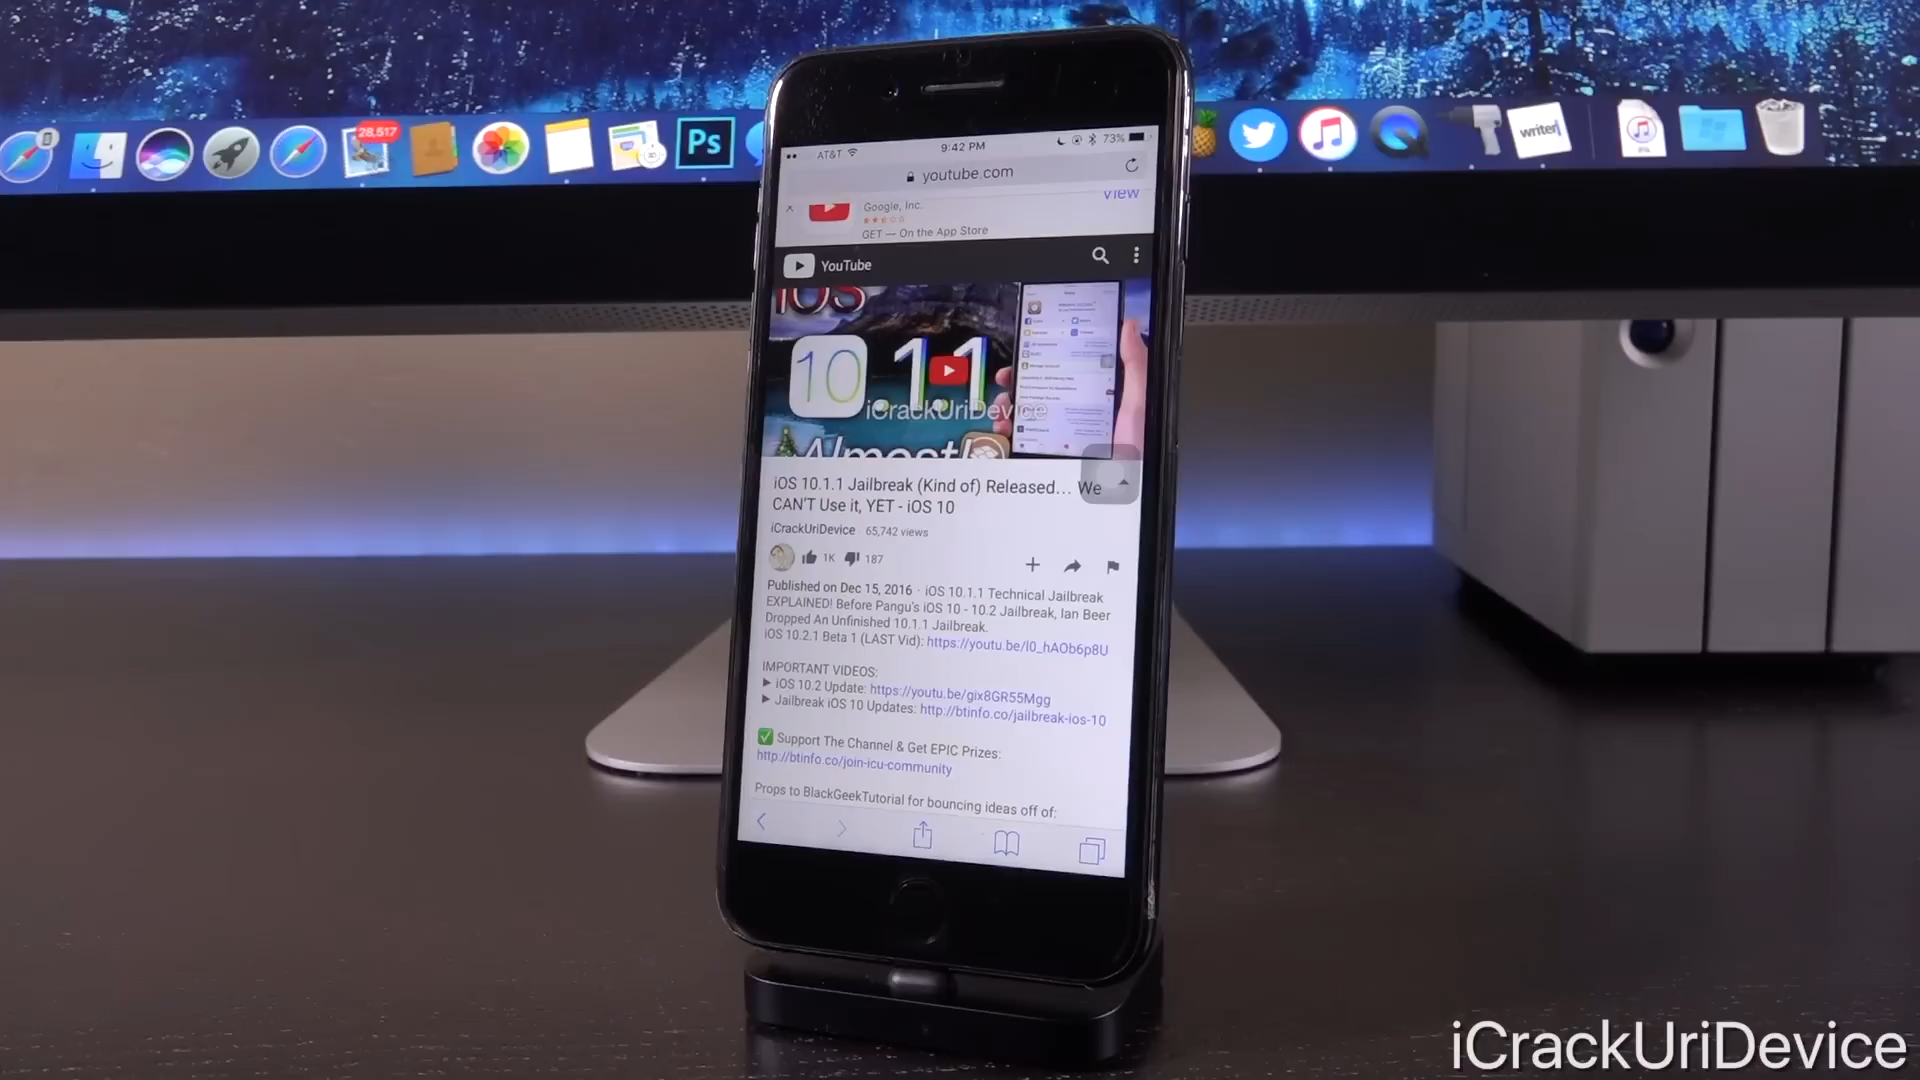 28,517
Ps
writer
AT&T
9:42 PM
73%
youtube.com
Google, Inc.
View
GET — On the App Store
YouTube
iOS
10
10.1.1
iCrackUriDevice
Almost!
iOS 10.1.1 Jailbreak (Kind of) Released... We
CAN'T Use it, YET - iOS 10
iCrackUriDevice 65,742 views
1K 187
Published on Dec 15, 2016 · iOS 10.1.1 Technical Jailbreak
EXPLAINED! Before Pangu's iOS 10 - 10.2 Jailbreak, Ian Beer
Dropped An Unfinished 10.1.1 Jailbreak.
iOS 10.2.1 Beta 1 (LAST Vid): https://youtu.be/l0_hAOb6p8U
IMPORTANT VIDEOS:
► iOS 10.2 Update: https://youtu.be/gix8GR55Mgg
► Jailbreak iOS 10 Updates: http://btinfo.co/jailbreak-ios-10
✅ Support The Channel & Get EPIC Prizes:
http://btinfo.co/join-icu-community
Props to BlackGeekTutorial for bouncing ideas off of:
iCrackUriDevice